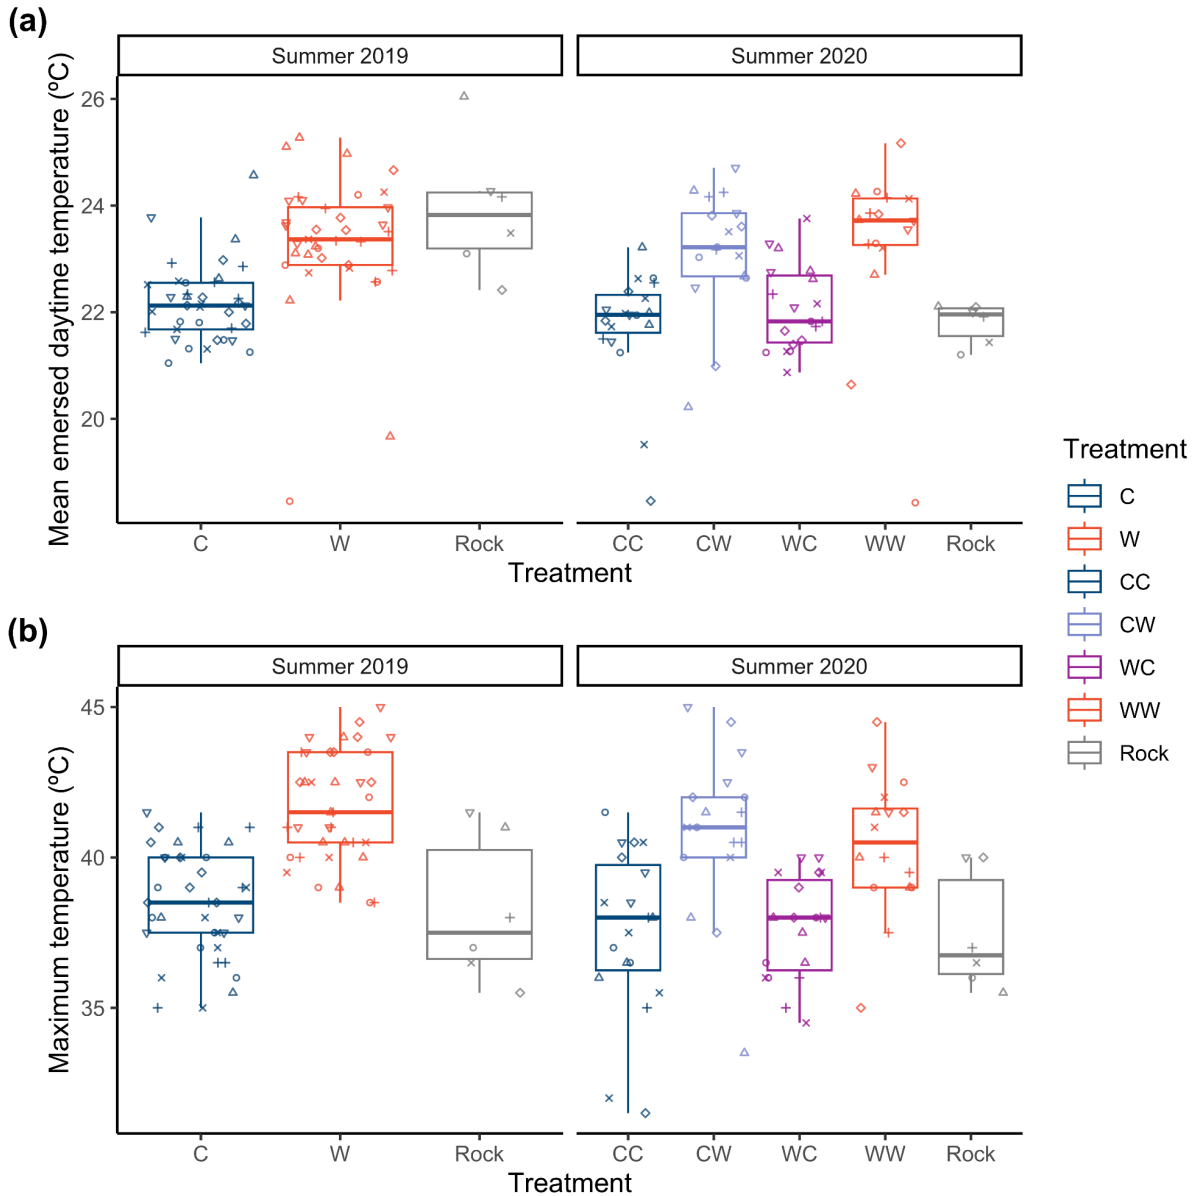 (a)
Summer 2019
Summer 2020
Mean emersed daytime temperature (ºC)
26
24
22
20
C
W
Rock
CC
CW
WC
WW
Rock
Treatment
(b)
Summer 2019
Summer 2020
Maximum temperature (ºC)
45
40
35
C
W
Rock
CC
CW
WC
WW
Rock
Treatment
Treatment
C
W
CC
CW
WC
WW
Rock